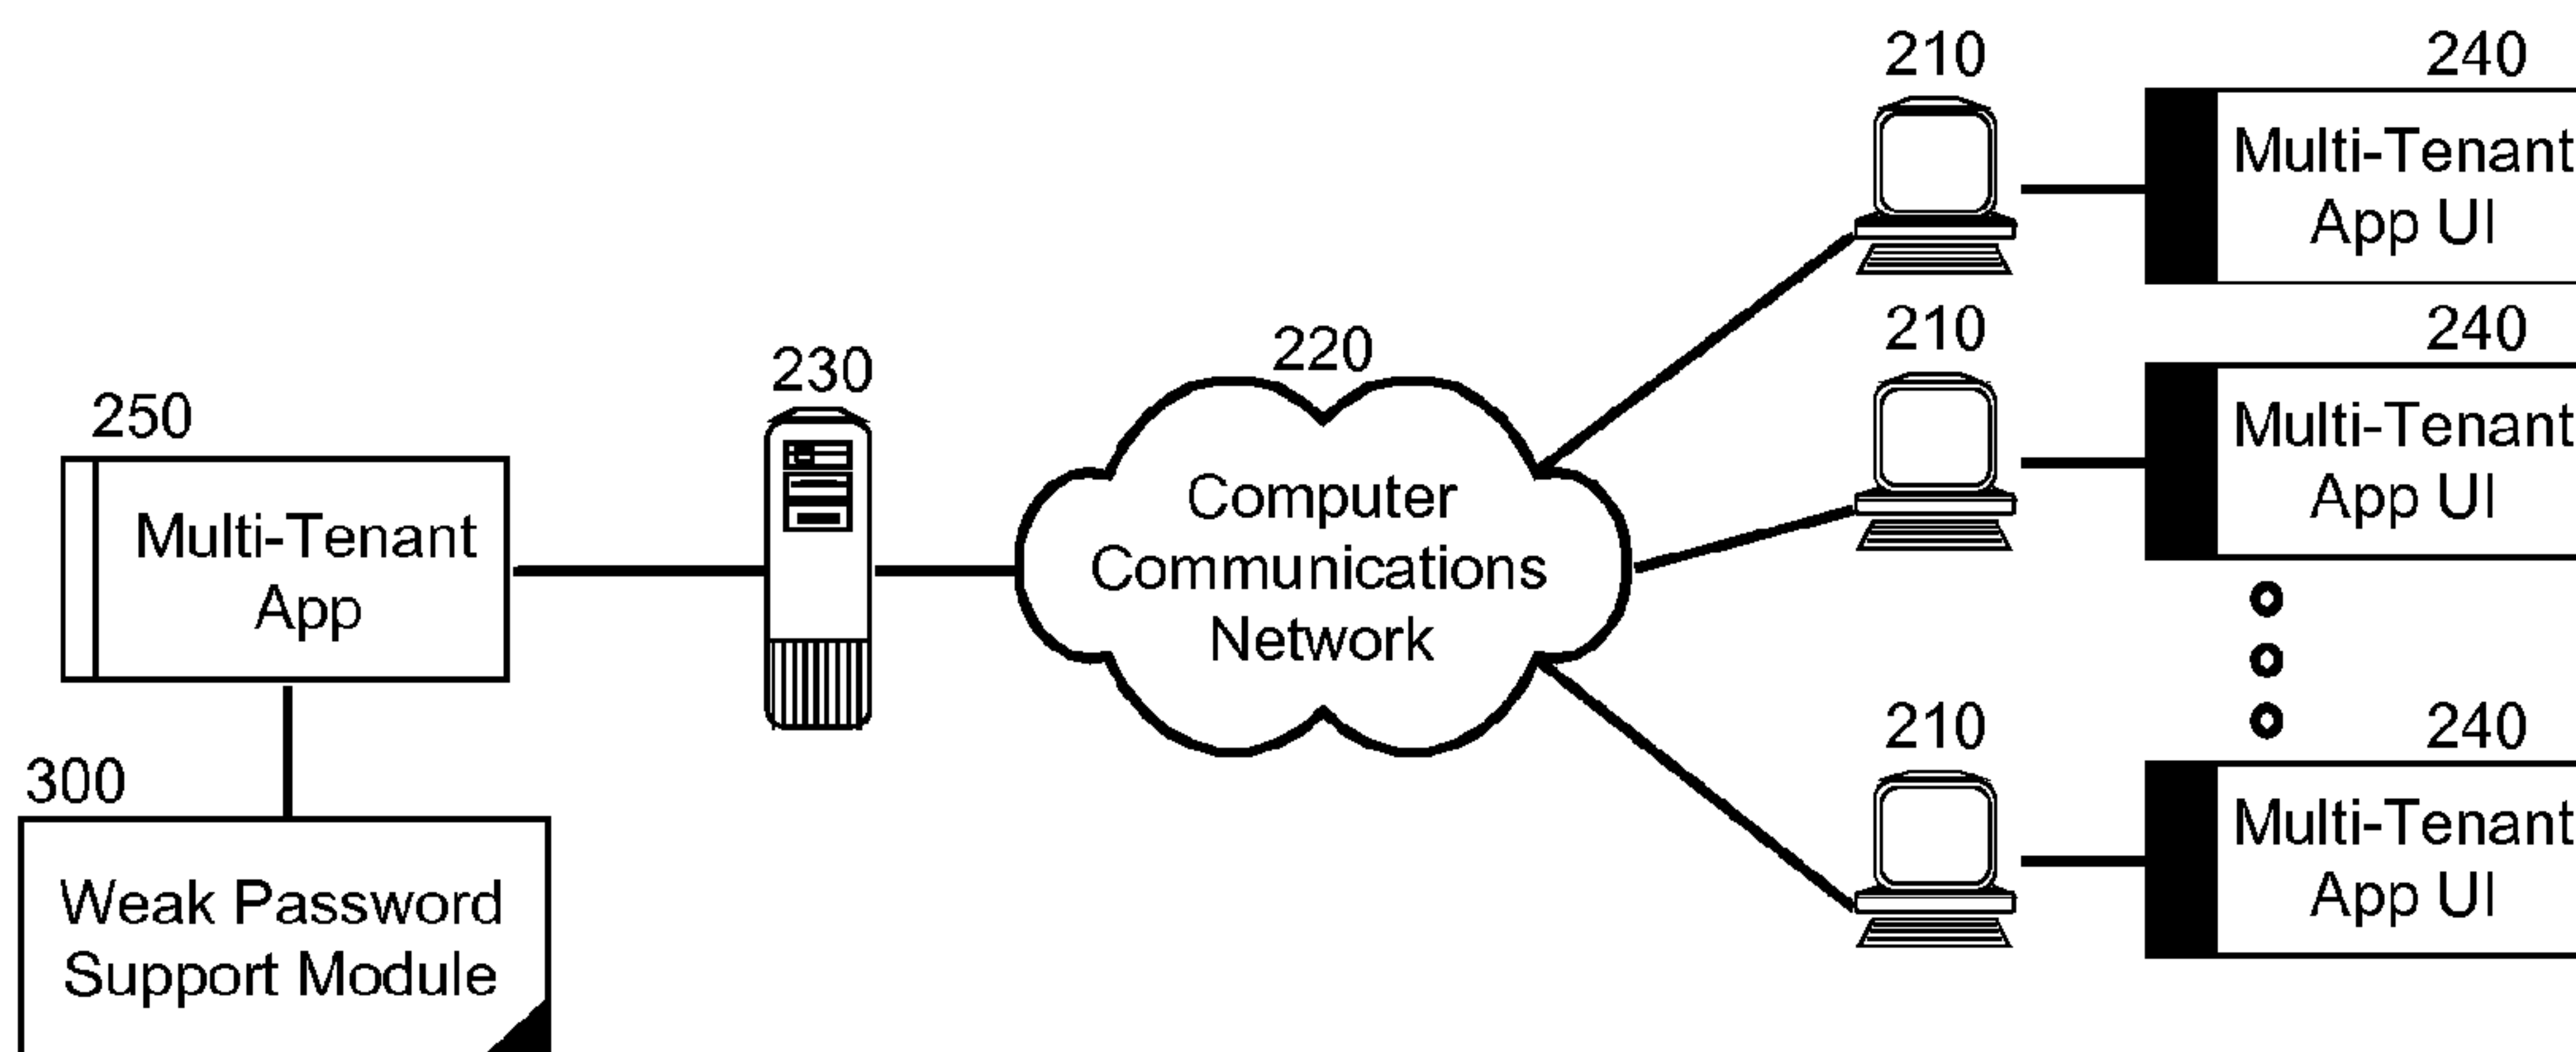 210
240
Multi-Tenant
App UI
210
240
Multi-Tenant
App UI
220
230
250
Computer
Communications
Network
Multi-Tenant
App
210
240
Multi-Tenant
App UI
300
Weak Password
Support Module